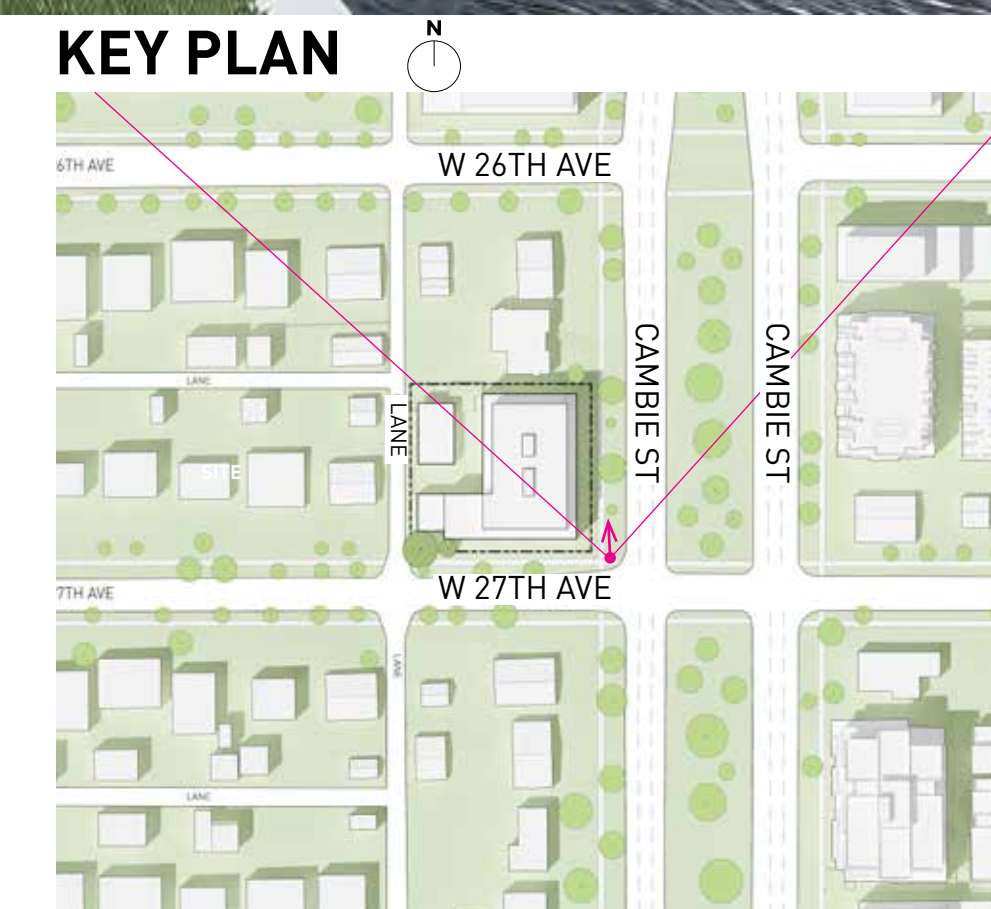 N
KEY PLAN
6TH AVE
W 26TH AVE
CAMBIE ST
CAMBIE ST
LANE
LANE
SITE
7TH AVE
W 27TH AVE
LANE
LANE